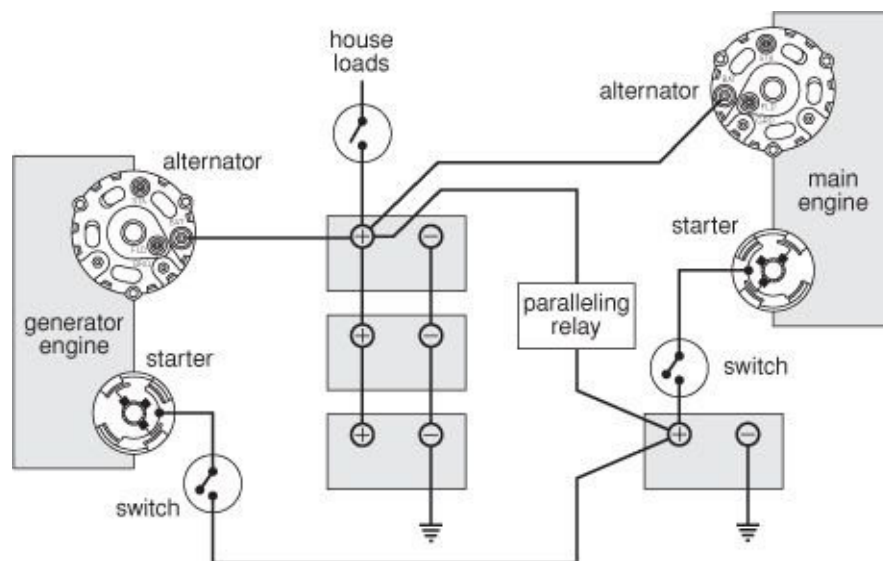 house
loads
alternator
alternator
main
engine
starter
generator
engine
paralleling
relay
starter
switch
switch